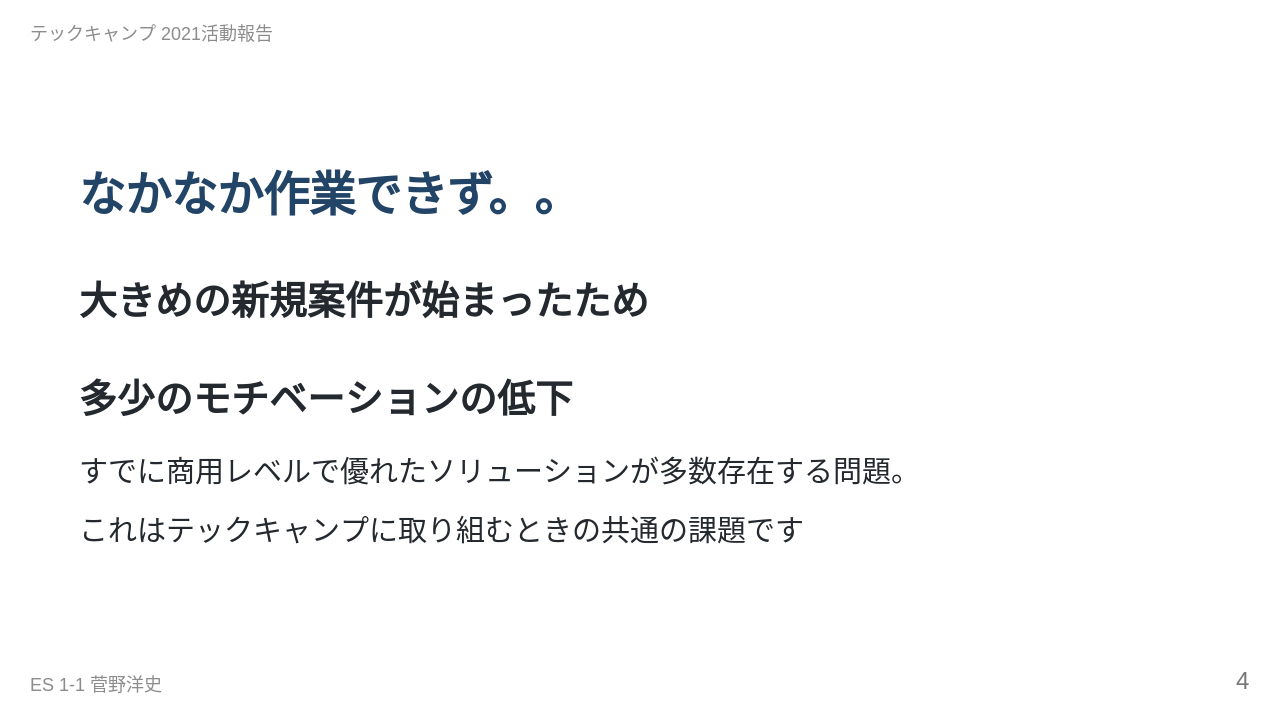 テックキャンプ 2021活動報告
なかなか作業できず。。
大きめの新規案件が始まったため
多少のモチベーションの低下
すでに商用レベルで優れたソリューションが多数存在する問題。
これはテックキャンプに取り組むときの共通の課題です
ES 1-1 菅野洋史
4